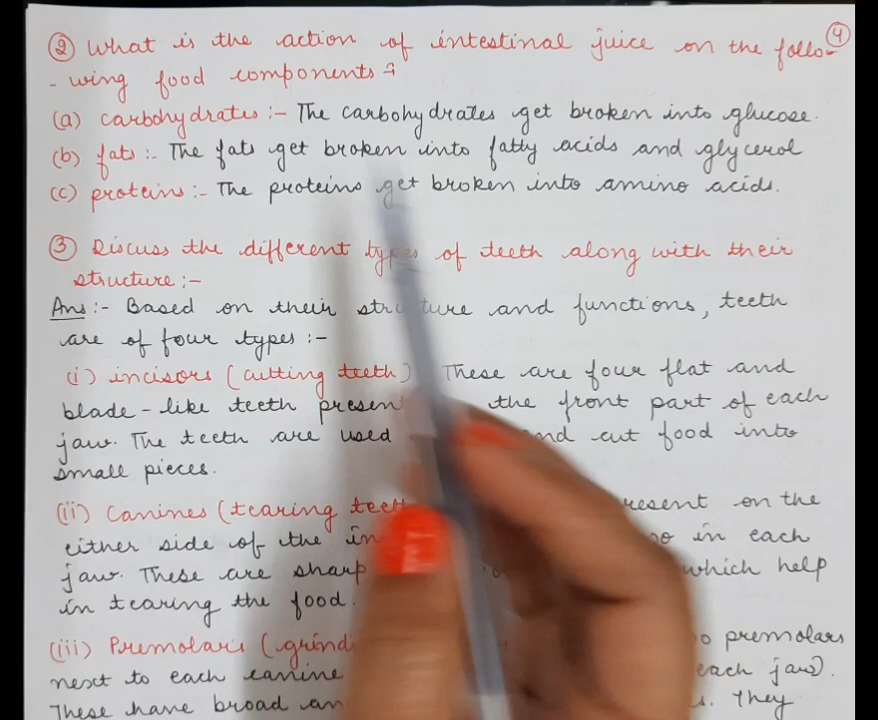 ④
② What is the action of intestinal juice on the follo-
- wing food components :-
(a) carbohydrates :- The carbohydrates get broken into glucose.
(b) fats :- The fats get broken into fatty acids and glycerol
(c) proteins :- The proteins get broken into amino acids.
③ Discuss the different types of teeth along with their
structure :-
Ans :- Based on their structure and functions, teeth
are of four types :-
(i) incisors (cutting teeth) These are four flat and
blade-like teeth present the front part of each
jaw. The teeth are used and cut food into
small pieces.
(ii) Canines (tearing teeth present on the
either side of the in each
jaw. These are sharp which help
in tearing the food.
(iii) Premolars premolars
next to each canine each jaw).
These have broad They